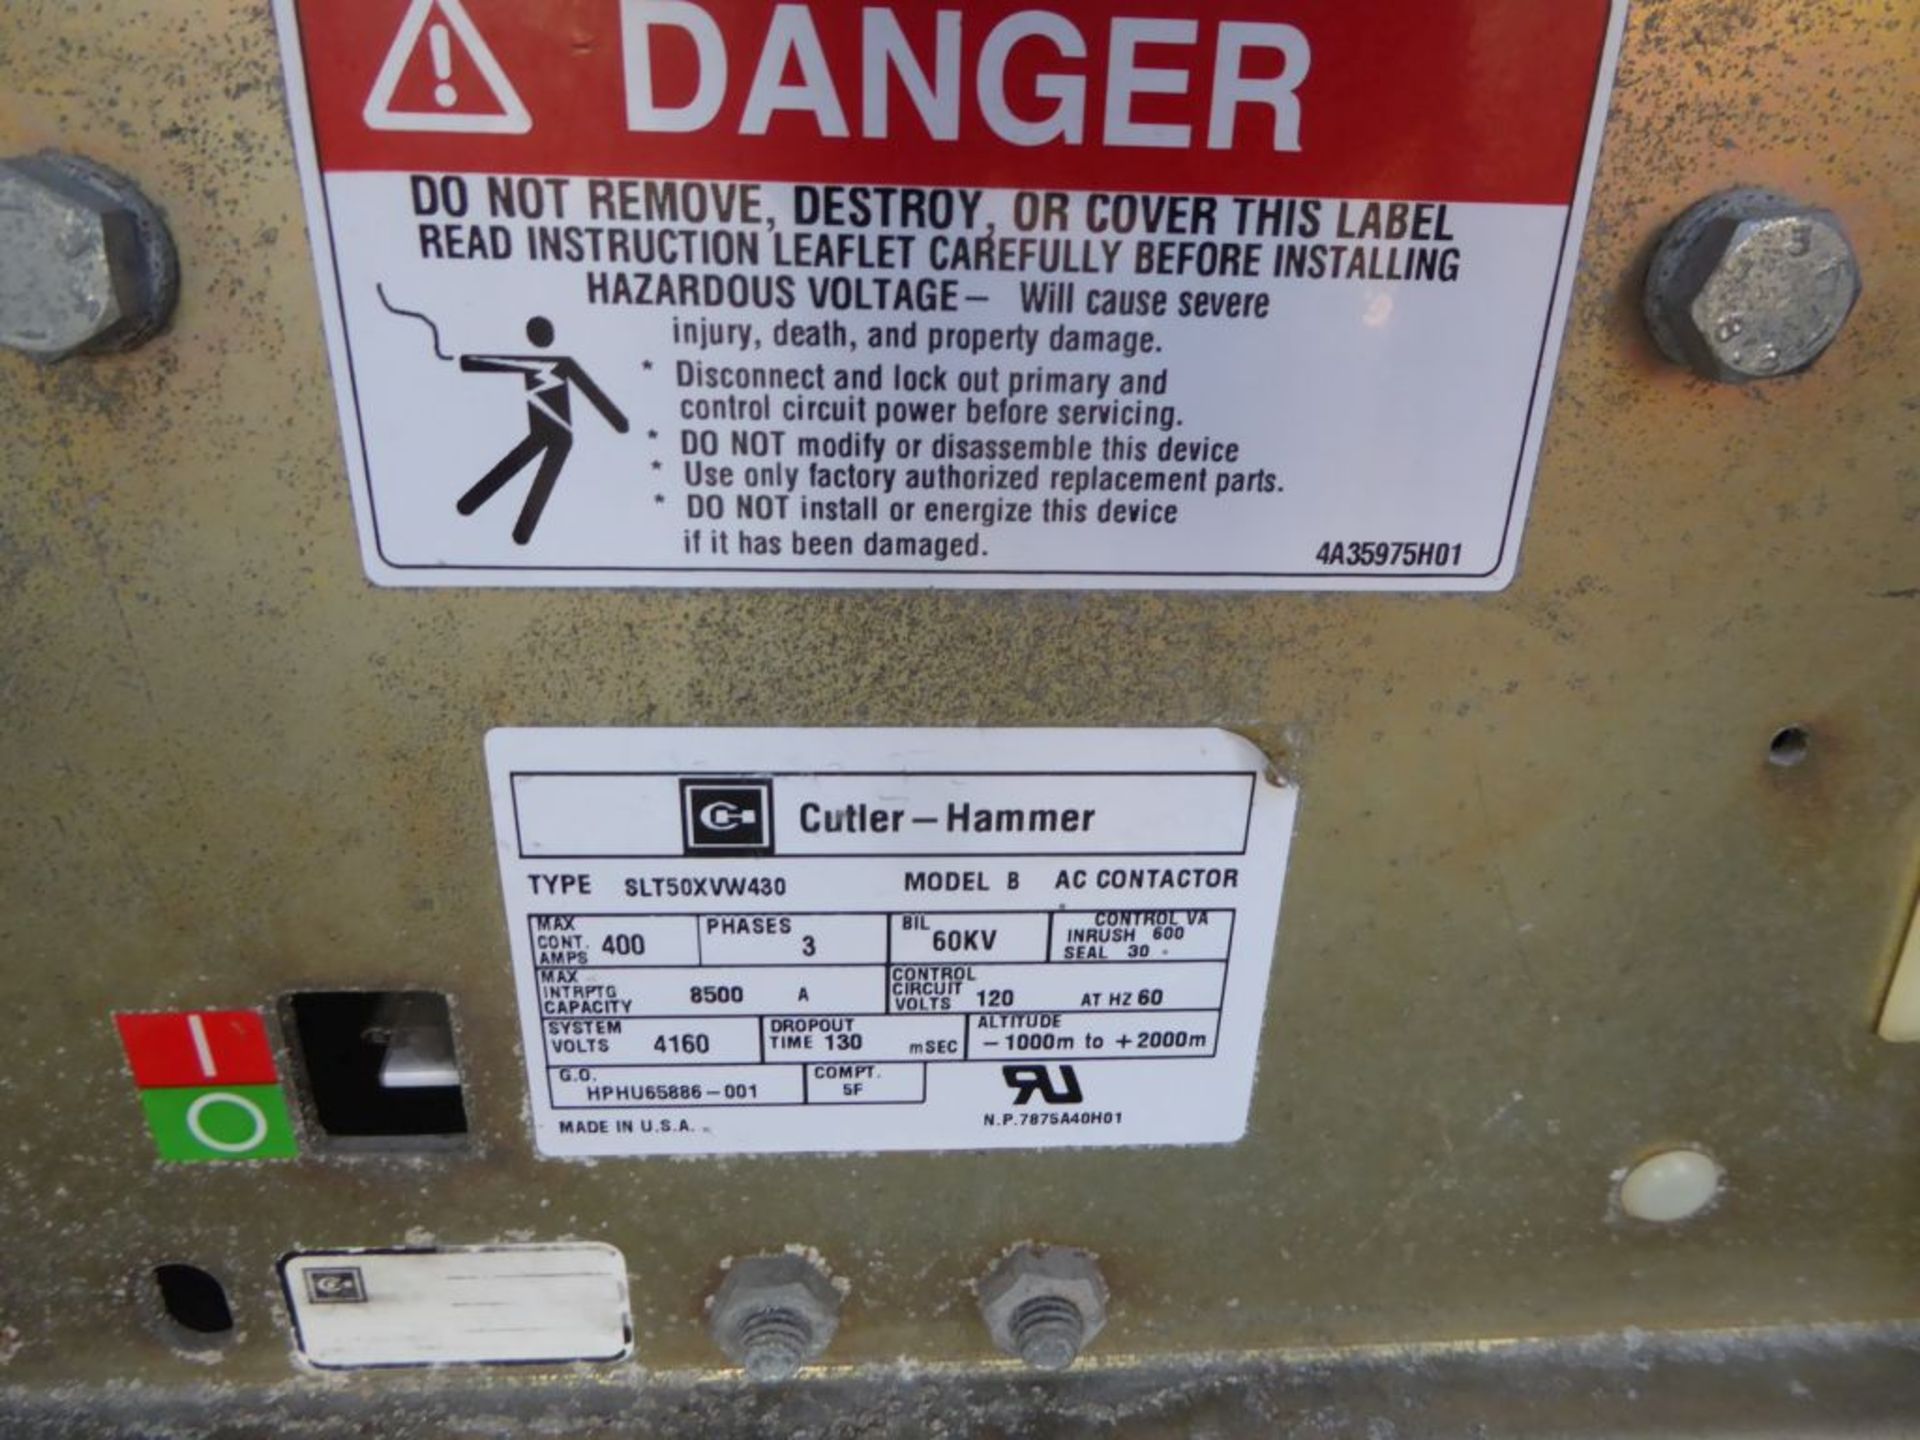 DANGER
DO NOT REMOVE, DESTROY, OR COVER THIS LABEL
READ INSTRUCTION LEAFLET CAREFULLY BEFORE INSTALLING
HAZARDOUS VOLTAGE — Will cause severe
injury, death, and property damage.
* Disconnect and lock out primary and
control circuit power before servicing.
* DO NOT modify or disassemble this device
* Use only factory authorized replacement parts.
* DO NOT install or energize this device
if it has been damaged.
4A35975H01
Cutler-Hammer
TYPE SLT50XVW430 MODEL B AC CONTACTOR
MAX CONT. AMPS 400
PHASES 3
BIL 60KV
CONTROL VA
INRUSH 600
SEAL 30
MAX INTRPTG CAPACITY 8500 A
CONTROL CIRCUIT VOLTS 120 AT HZ 60
SYSTEM VOLTS 4160
DROPOUT TIME 130 mSEC
ALTITUDE
-1000m to +2000m
G.O.
HPHU65886-001
COMPT.
5F
MADE IN U.S.A.
N.P.7875A40H01
I
O